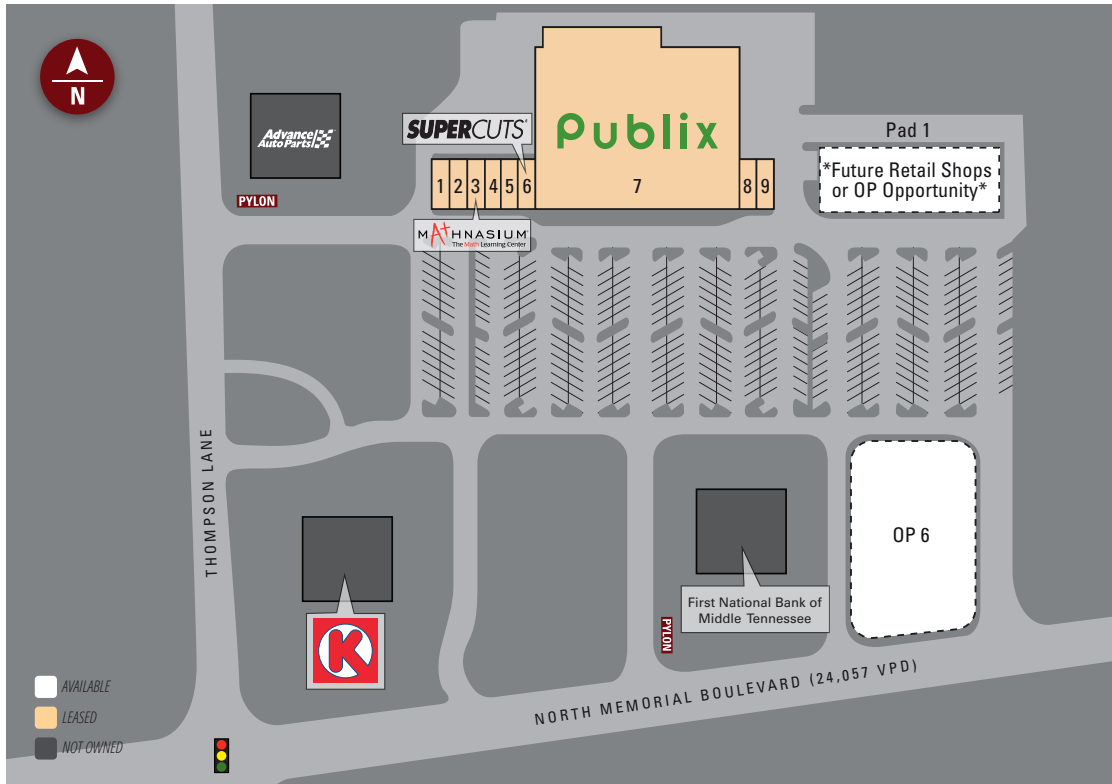 N
Advance
Auto Parts
PYLON
SUPERCUTS
Publix
1 2 3 4 5 6 7 8 9
MA+HNASIUM
The Math Learning Center
Pad 1
*Future Retail Shops
or OP Opportunity*
THOMPSON LANE
K
First National Bank of
Middle Tennessee
PYLON
OP 6
NORTH MEMORIAL BOULEVARD (24,057 VPD)
AVAILABLE
LEASED
NOT OWNED